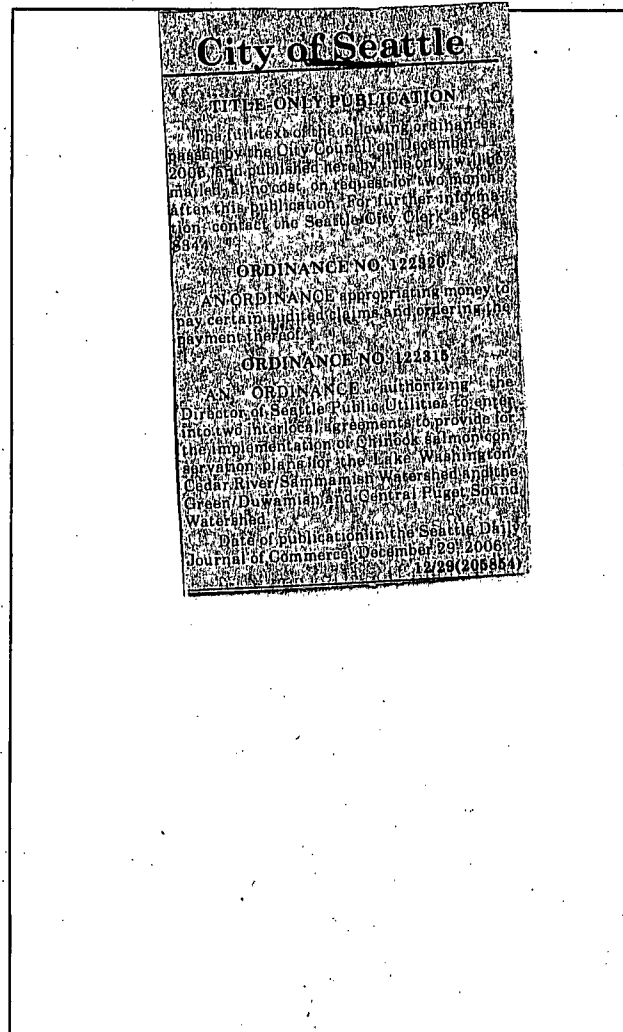 City of Seattle
TITLE-ONLY PUBLICATION
The full text of the following ordinances,
passed by the City Council on December
2006, and published here by title only, will be
mailed, at no cost, on request for two months
after this publication. For further informa-
tion, contact the Seattle City Clerk at 684-
8344.
ORDINANCE NO. 122320
AN ORDINANCE appropriating money to
pay certain audited claims and ordering the
payment thereof.
ORDINANCE NO. 122315
AN ORDINANCE authorizing the
Director of Seattle Public Utilities to enter
into two interlocal agreements to provide for
the implementation of Chinook salmon con-
servation plans for the Lake Washington/
Cedar River/Sammamish Watershed and the
Green/Duwamish and Central Puget Sound
Watershed.
Date of publication in the Seattle Daily
Journal of Commerce, December 29, 2006.
12/29(205854)